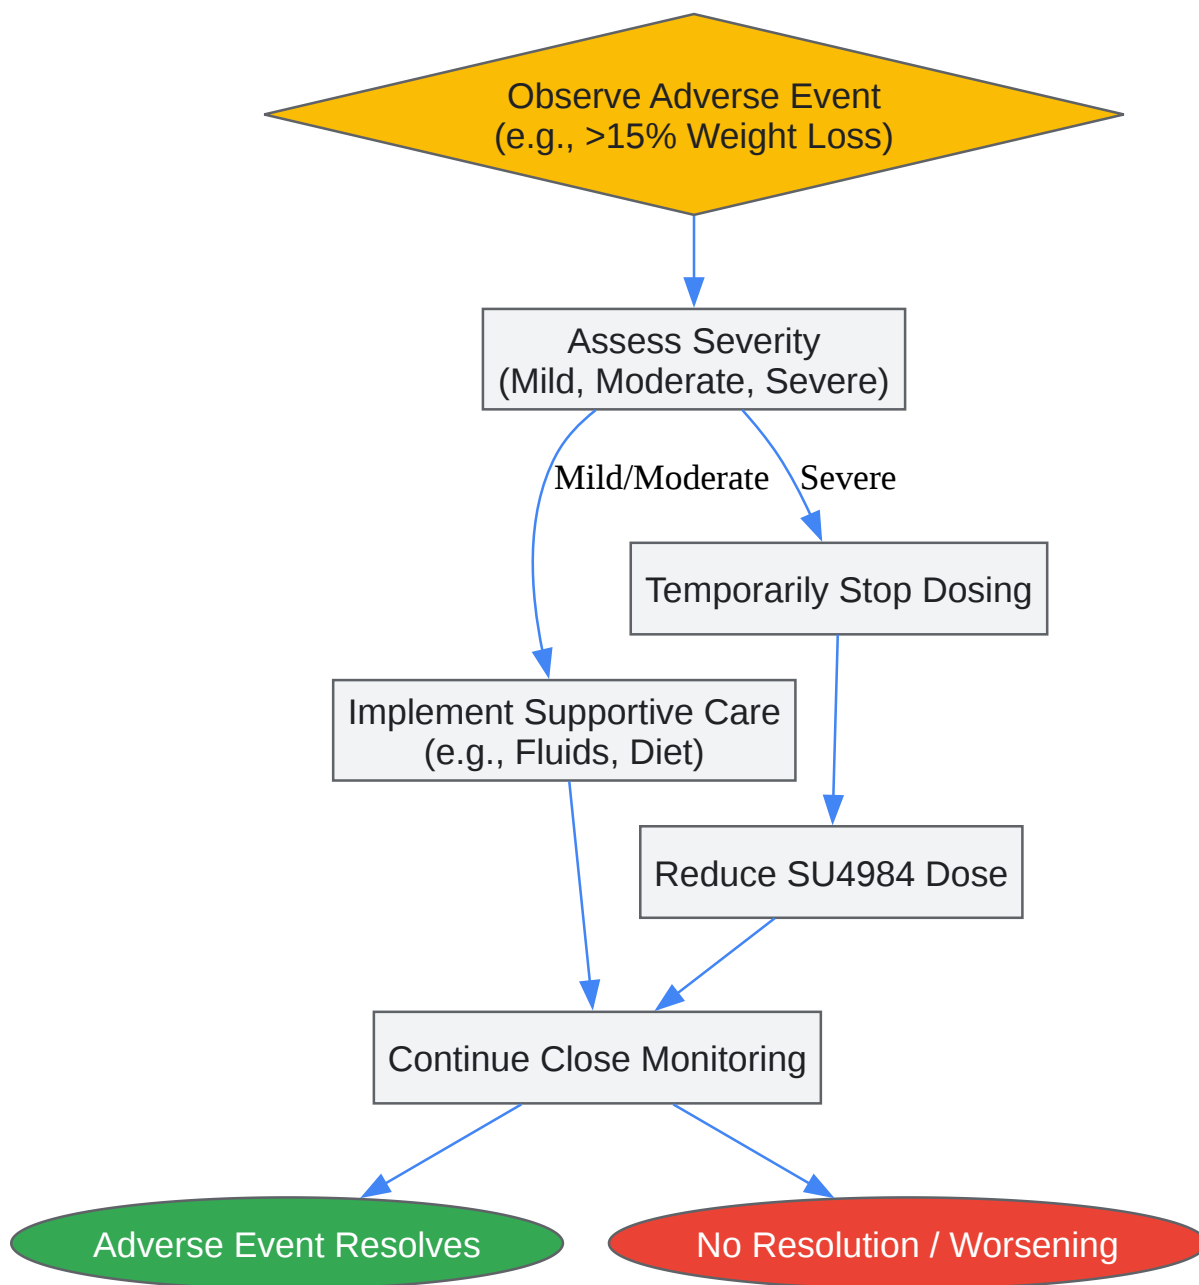 Observe Adverse Event
(e.g., >15% Weight Loss)
Assess Severity
(Mild, Moderate, Severe)
Mild/Moderate
Severe
Temporarily Stop Dosing
Implement Supportive Care
(e.g., Fluids, Diet)
Reduce SU4984 Dose
Continue Close Monitoring
Adverse Event Resolves
No Resolution / Worsening